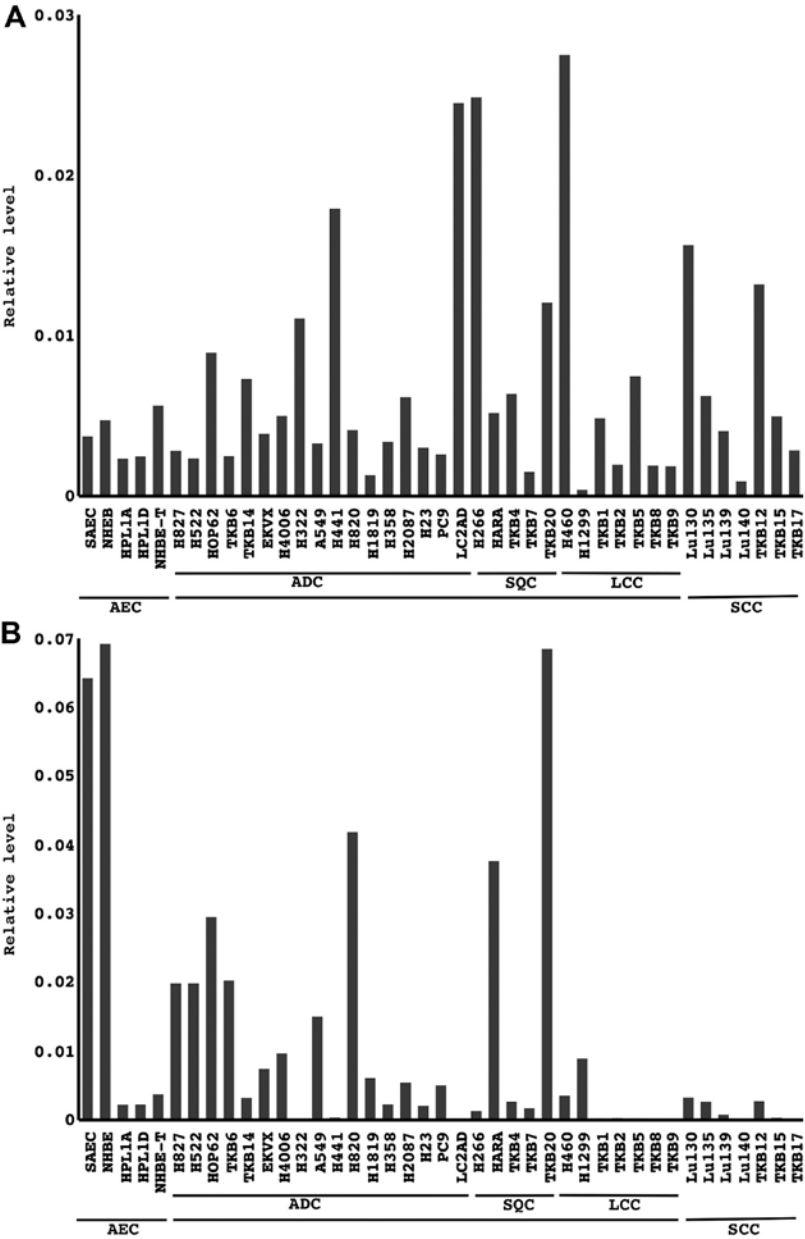 A
0.03
0.02
0.01
0
Relative level
SAEC NHEB HPL1A HPL1D NHBE-T H827 H522 HOP62 TKB6 TKB14 EKVX H4006 H322 A549 H441 H820 H1819 H358 H2087 H23 PC9 LC2AD H266 HARA TKB4 TKB7 TKB20 H460 H1299 TKB1 TKB2 TKB5 TKB8 TKB9 Lu130 Lu135 Lu139 Lu140 TKB12 TKB15 TKB17
ADC SQC LCC
AEC SCC
B
0.07
0.06
0.05
0.04
0.03
0.02
0.01
0
Relative level
SAEC NHBE HPL1A HPL1D NHBE-T H827 H522 HOP62 TKB6 TKB14 EKVX H4006 H322 A549 H441 H820 H1819 H358 H2087 H23 PC9 LC2AD H266 HARA TKB4 TKB7 TKB20 H460 H1299 TKB1 TKB2 TKB5 TKB8 TKB9 Lu130 Lu135 Lu139 Lu140 TKB12 TKB15 TKB17
ADC SQC LCC
AEC SCC